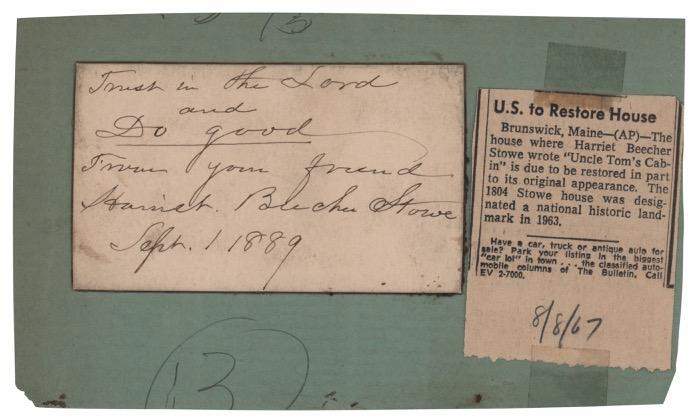 Trust in the Lord
and
Do good
From your friend
Harriet Beecher Stowe
Sept. 1 1889
U.S. to Restore House
Brunswick, Maine—(AP)—The
house where Harriet Beecher
Stowe wrote "Uncle Tom's Cab-
in" is due to be restored in part
to its original appearance. The
1804 Stowe house was desig-
nated a national historic land-
mark in 1963.
Have a car, truck or antique auto for
sale? Park your listing in the biggest
"car lot" in town . . . the classified auto-
mobile columns of The Bulletin. Call
EV 2-7000.
8/8/67